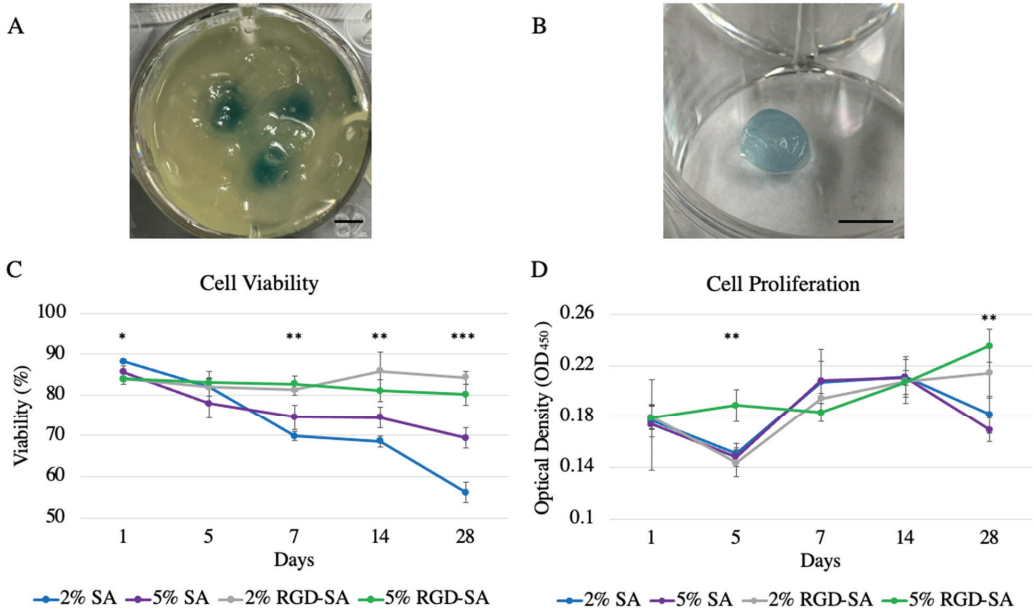 A
B
B2
C
Cell Viability
100
90
80
70
60
50
Viability (%)
*
**
**
***
1
5
7
14
28
Days
2% SA
5% SA
2% RGD-SA
5% RGD-SA
D
Cell Proliferation
0.26
0.22
0.18
0.14
0.1
Optical Density (OD450)
**
**
1
5
7
14
28
Days
2% SA
5% SA
2% RGD-SA
5% RGD-SA